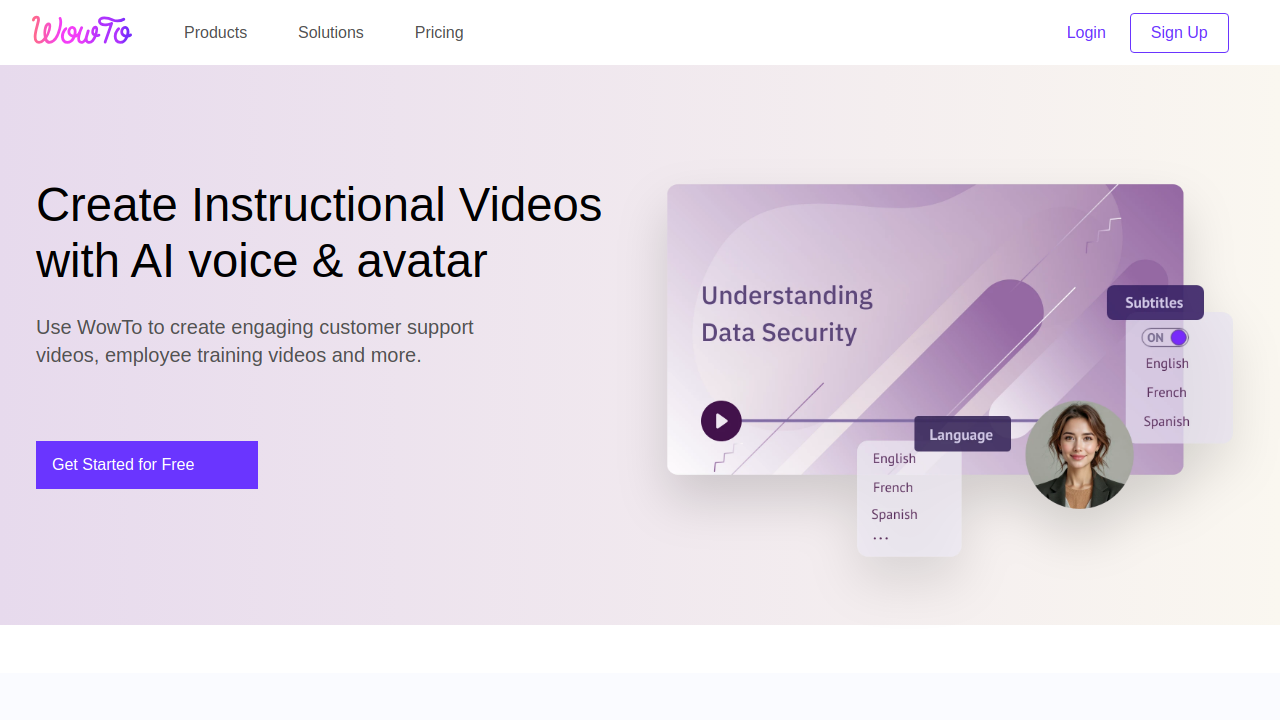 WowTo
Products
Solutions
Pricing
Login
Sign Up
Create Instructional Videos
with AI voice & avatar
Use WowTo to create engaging customer support
videos, employee training videos and more.
Get Started for Free
Understanding
Data Security
Subtitles
ON
English
French
Spanish
Language
English
French
Spanish
...